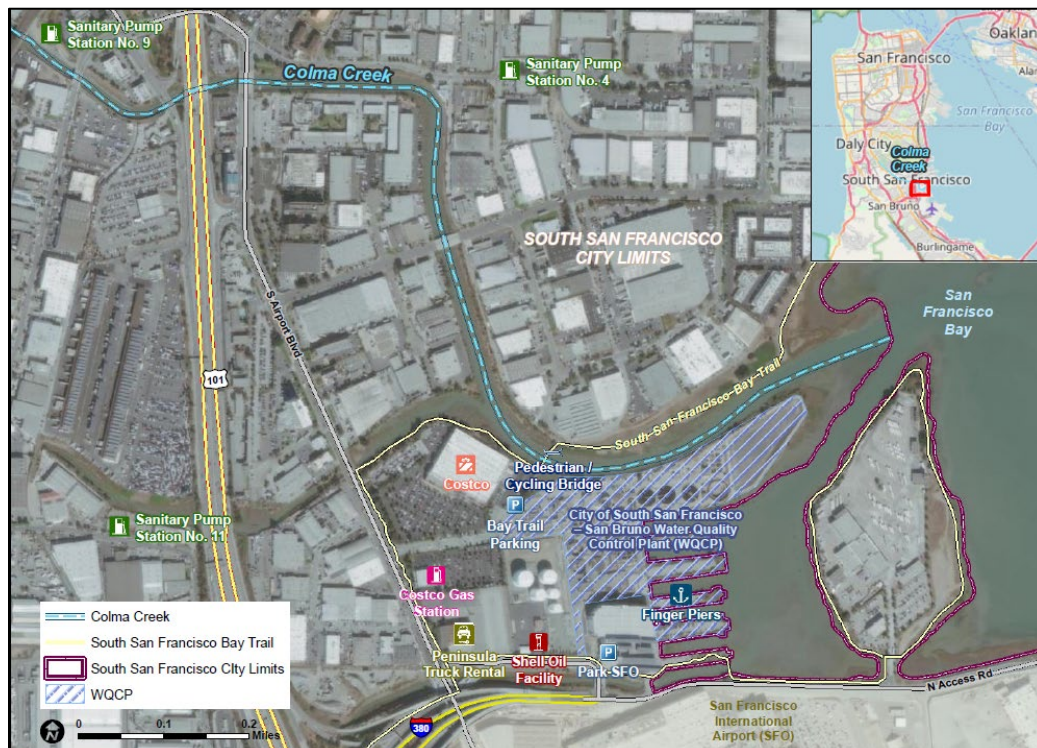 Sanitary Pump
Station No. 9
Colma Creek
Sanitary Pump
Station No. 4
San Francisco
Oakland
San Francisco
Bay
Daly City
Colma
Creek
South San Francisco
San Bruno
Burlingame
SOUTH SAN FRANCISCO
CITY LIMITS
San
Francisco
Bay
S Airport Blvd
101
South San Francisco Bay Trail
Costco
Pedestrian /
Cycling Bridge
P
Bay Trail
Parking
City of South San Francisco
– San Bruno Water Quality
Control Plant (WQCP)
Sanitary Pump
Station No. 11
Costco Gas
Station
Finger Piers
Peninsula
Truck Rental
Shell Oil
Facility
P
Park-SFO
N Access Rd
380
San Francisco
International
Airport (SFO)
Colma Creek
South San Francisco Bay Trail
South San Francisco CIty Limits
WQCP
N
0 0.1 0.2
Miles